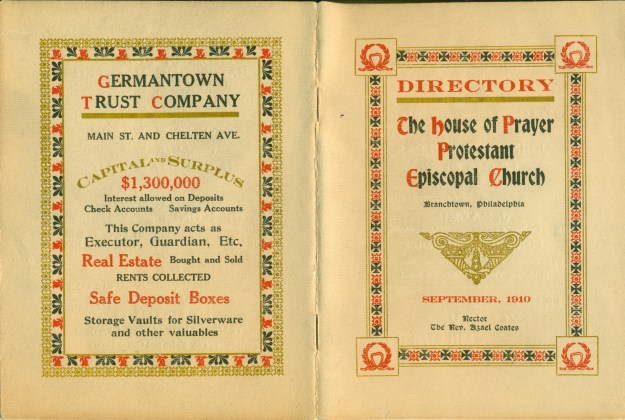 GERMANTOWN
TRUST COMPANY
MAIN ST. AND CHELTEN AVE.
CAPITAL AND SURPLUS
$1,300,000
Interest allowed on Deposits
Check Accounts Savings Accounts
This Company acts as
Executor, Guardian, Etc.
Real Estate Bought and Sold
RENTS COLLECTED
Safe Deposit Boxes
Storage Vaults for Silverware
and other valuables
DIRECTORY
The House of Prayer
Protestant
Episcopal Church
Branchtown, Philadelphia
SEPTEMBER, 1910
Rector
The Rev. Azael Coates